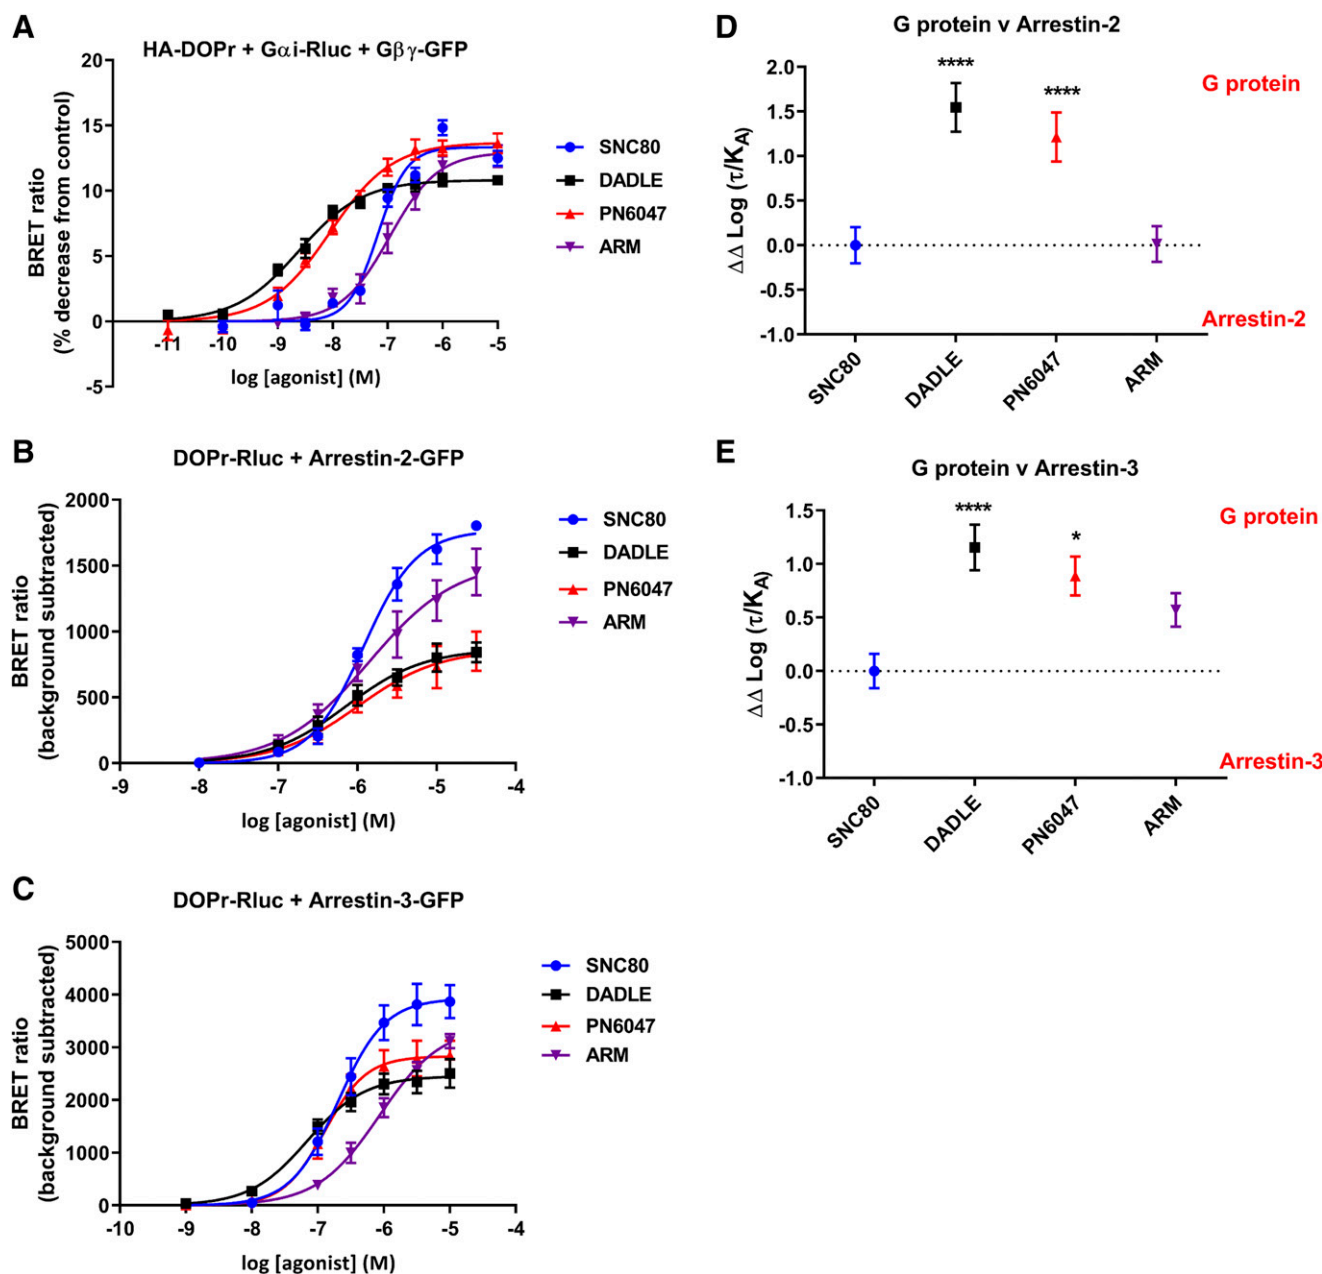 A
HA-DOPr + Gαi-Rluc + Gβγ-GFP
BRET ratio
(% decrease from control)
20
15
10
5
0
-5
-11 -10 -9 -8 -7 -6 -5
log [agonist] (M)
SNC80
DADLE
PN6047
ARM
B
DOPr-Rluc + Arrestin-2-GFP
BRET ratio
(background subtracted)
2000
1500
1000
500
0
-9 -8 -7 -6 -5 -4
log [agonist] (M)
SNC80
DADLE
PN6047
ARM
C
DOPr-Rluc + Arrestin-3-GFP
BRET ratio
(background subtracted)
5000
4000
3000
2000
1000
0
-10 -9 -8 -7 -6 -5 -4
log [agonist] (M)
SNC80
DADLE
PN6047
ARM
D
G protein v Arrestin-2
ΔΔ Log (τ/KA)
2.0
1.5
1.0
0.5
0.0
-0.5
-1.0
**** ****
G protein
Arrestin-2
SNC80 DADLE PN6047 ARM
E
G protein v Arrestin-3
ΔΔ Log (τ/KA)
1.5
1.0
0.5
0.0
-0.5
-1.0
**** *
G protein
Arrestin-3
SNC80 DADLE PN6047 ARM